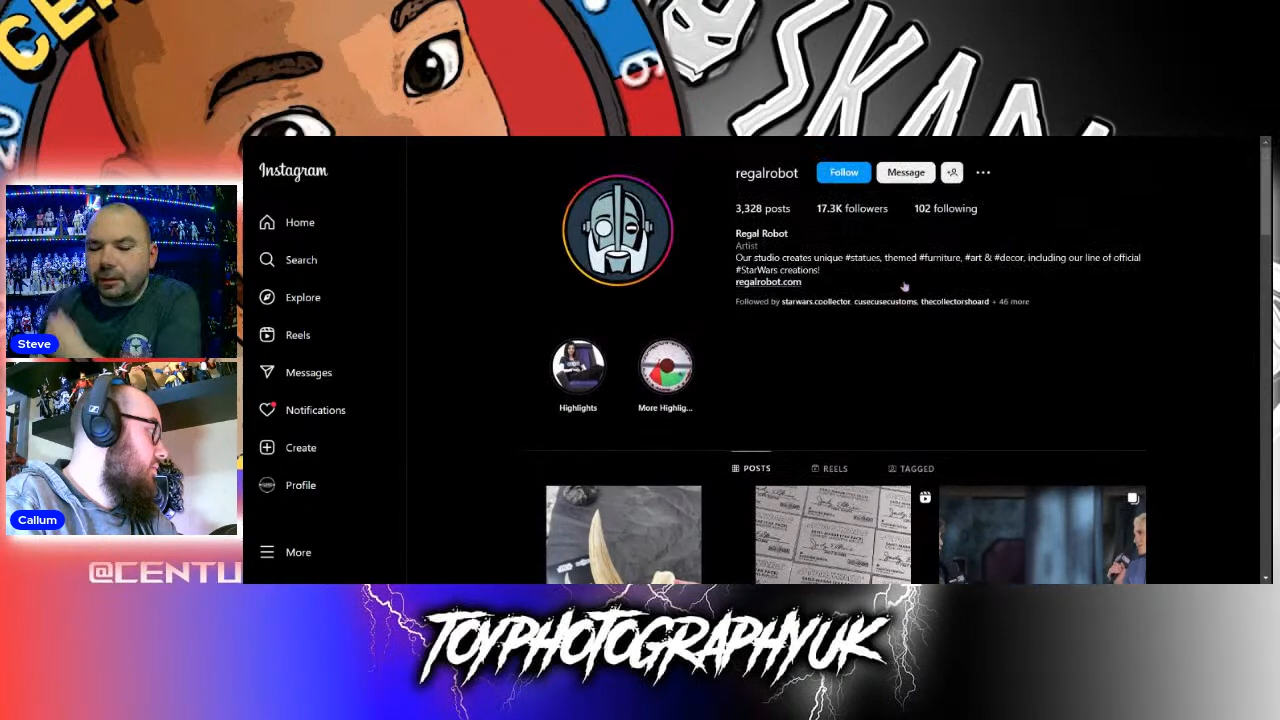 CEN
SKAA
Instagram
Home
Search
Explore
Reels
Messages
Notifications
Create
Profile
More
regalrobot
Follow
Message
3,328 posts
17.3K followers
102 following
Regal Robot
Artist
Our studio creates unique #statues, themed #furniture, #art & #decor, including our line of official
#StarWars creations!
regalrobot.com
Followed by starwars.coollector, cusecusecustoms, thecollectorshoard + 46 more
Highlights
More Highlig...
POSTS
REELS
TAGGED
Steve
Callum
@CENTU
TOYPHOTOGRAPHYUK